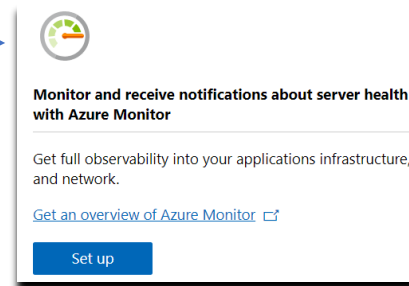 Monitor and receive notifications about server health
with Azure Monitor
Get full observability into your applications infrastructure,
and network.
Get an overview of Azure Monitor
Set up